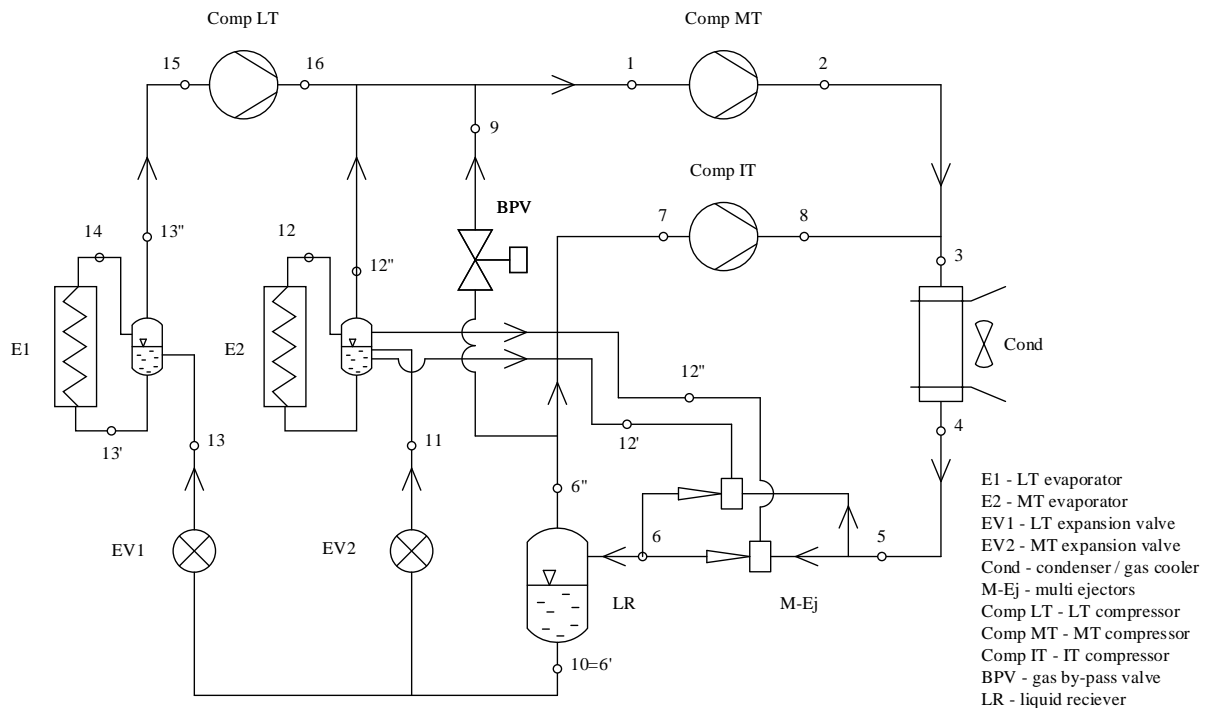 Comp LT
Comp MT
15
16
1
2
9
Comp IT
BPV
7
8
14
13"
12
12"
3
E1
E2
Cond
12"
12'
4
13'
13
11
6"
EV1
EV2
6
5
LR
M-Ej
10=6'
E1 - LT evaporator
E2 - MT evaporator
EV1 - LT expansion valve
EV2 - MT expansion valve
Cond - condenser / gas cooler
M-Ej - multi ejectors
Comp LT - LT compressor
Comp MT - MT compressor
Comp IT - IT compressor
BPV - gas by-pass valve
LR - liquid reciever